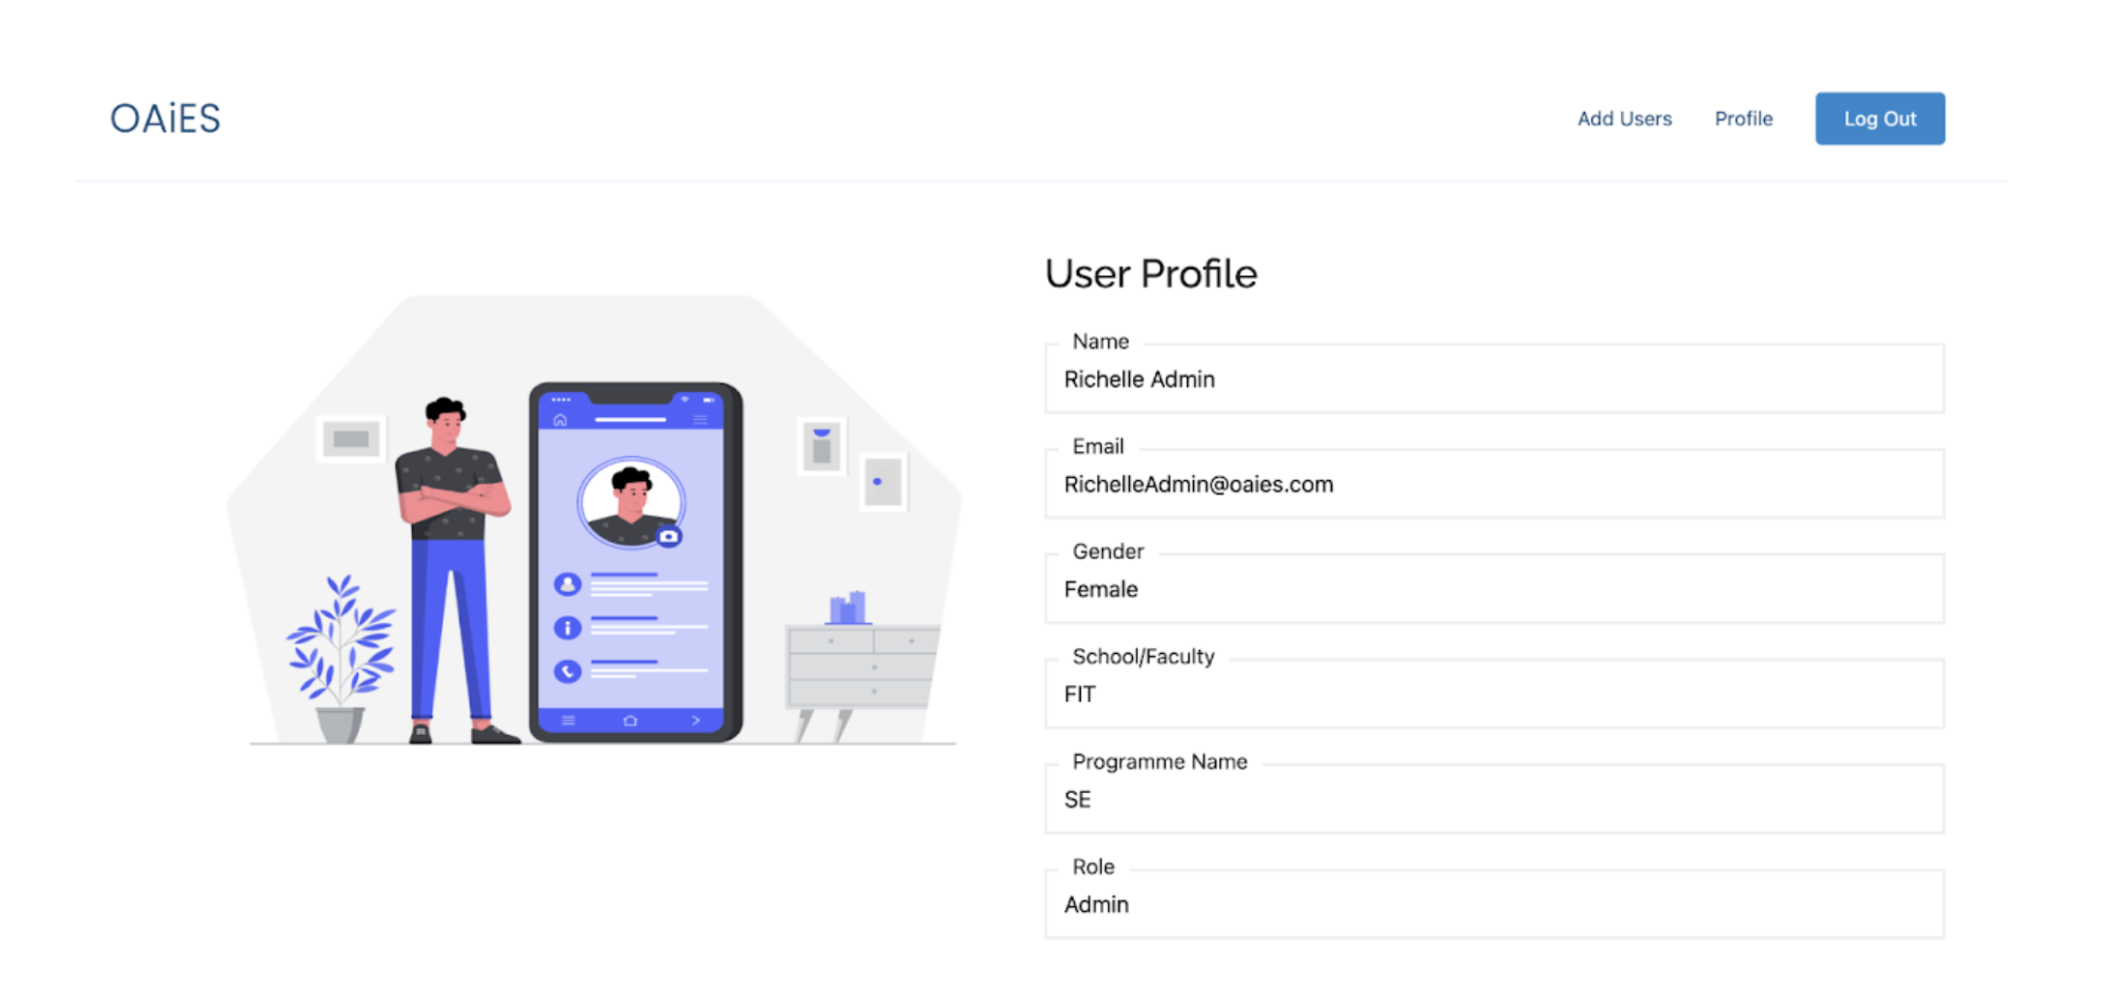 OAiES
Add Users
Profile
Log Out
User Profile
Name
Richelle Admin
Email
RichelleAdmin@oaies.com
Gender
Female
School/Faculty
FIT
Programme Name
SE
Role
Admin